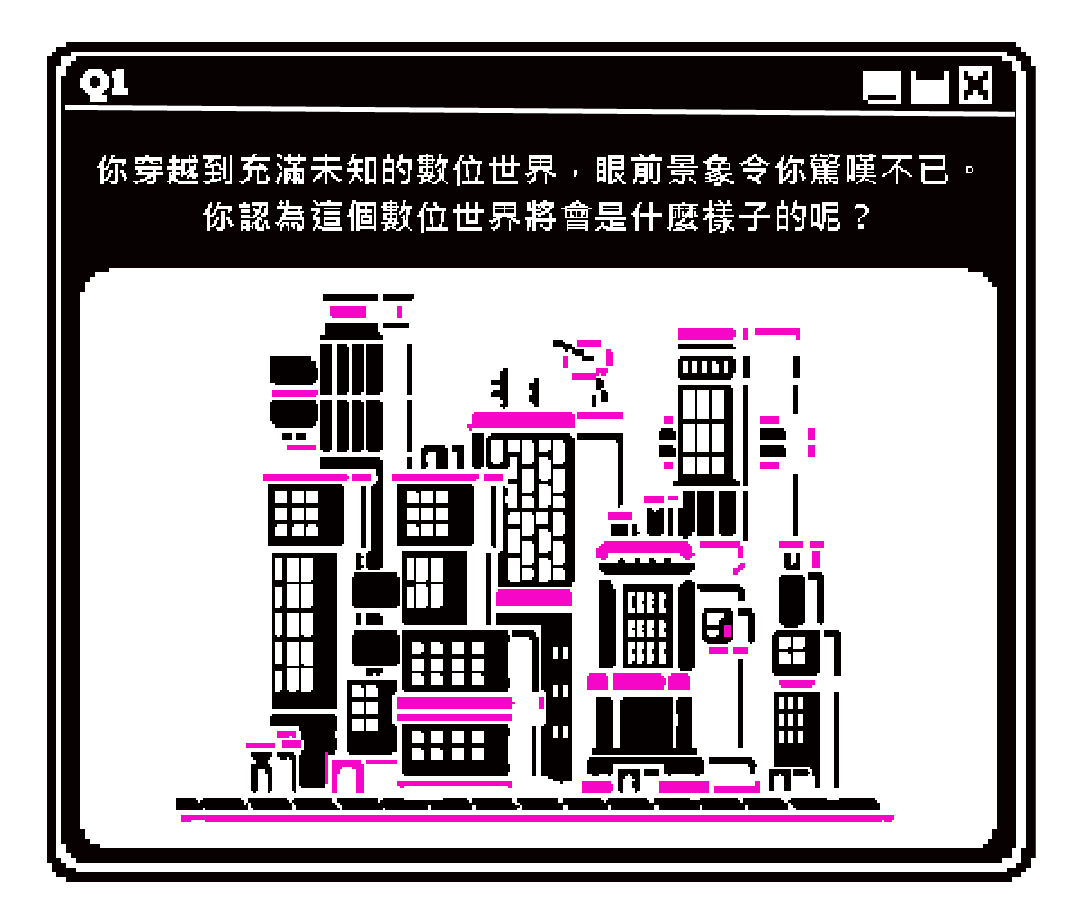 Q1
你穿越到充滿未知的數位世界，眼前景象令你驚嘆不已。
你認為這個數位世界將會是什麼樣子的呢？